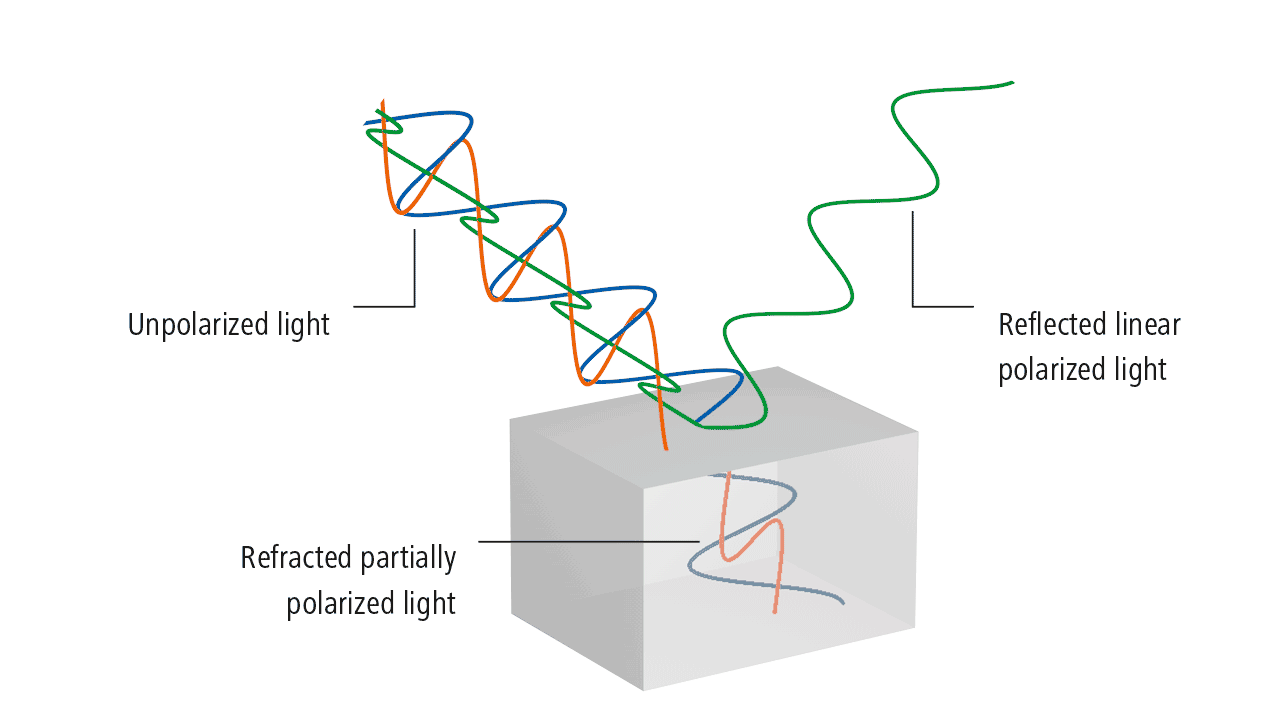 Unpolarized light
Reflected linear
polarized light
Refracted partially
polarized light